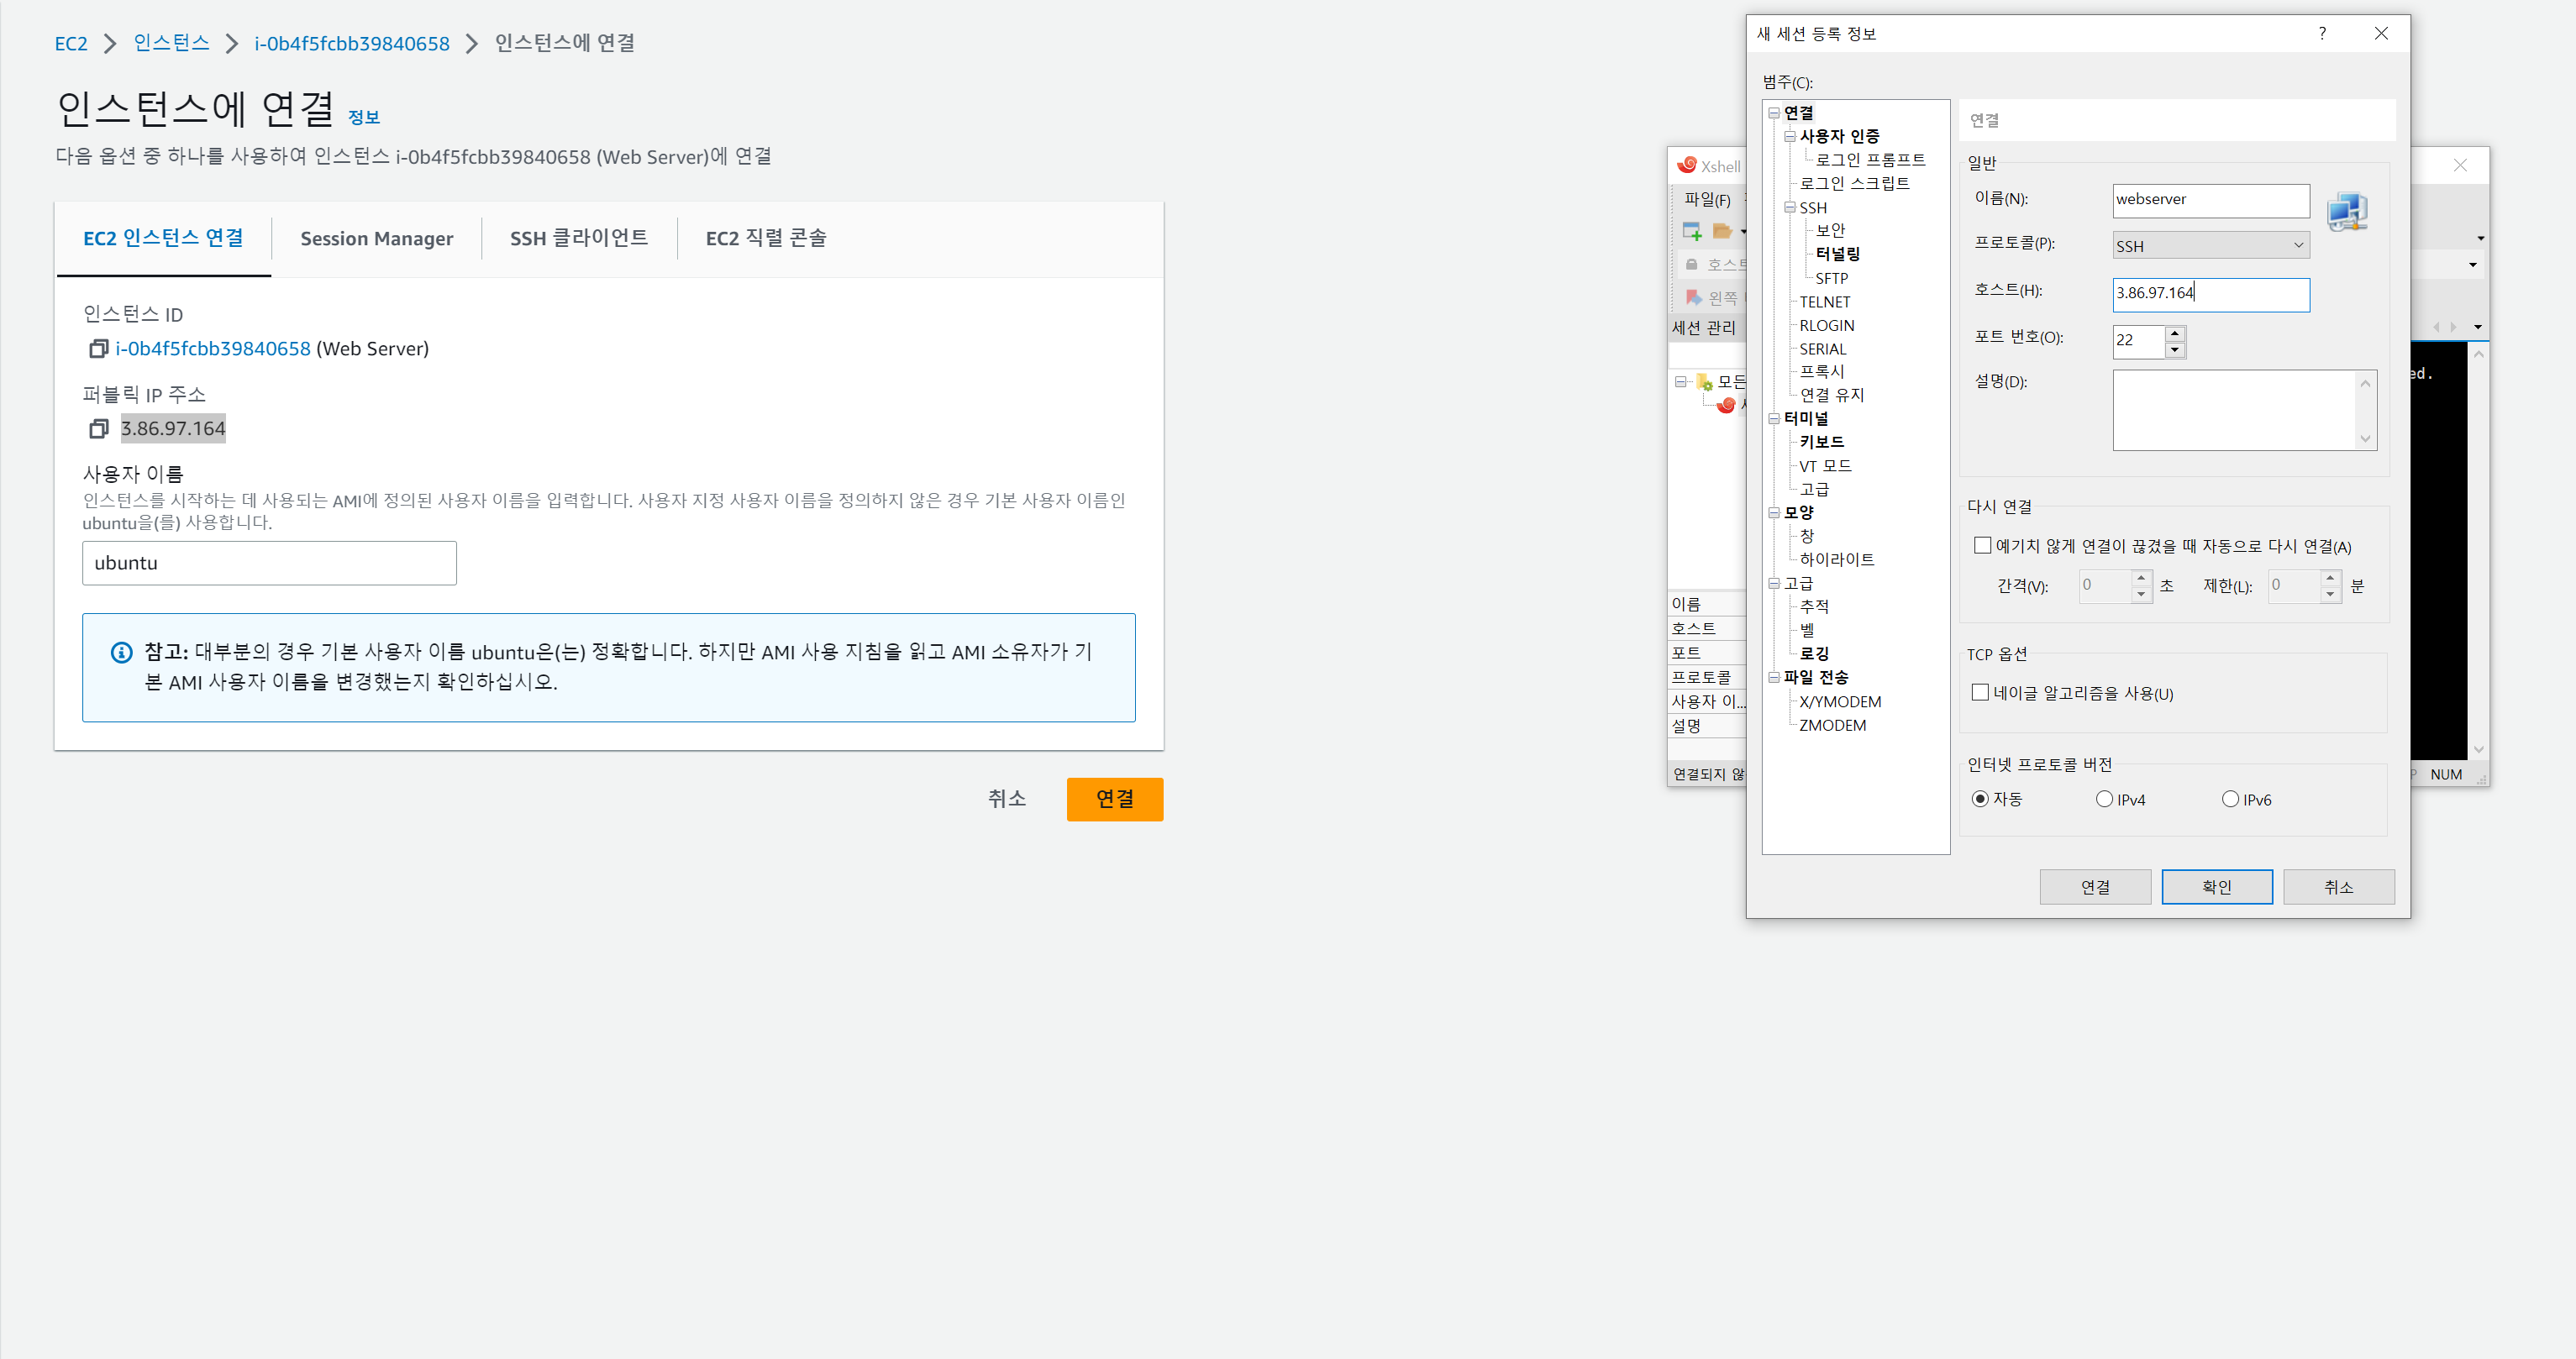 EC2 > 인스턴스 > i-0b4f5fcbb39840658 > 인스턴스에 연결
인스턴스에 연결 정보
다음 옵션 중 하나를 사용하여 인스턴스 i-0b4f5fcbb39840658 (Web Server)에 연결
EC2 인스턴스 연결
Session Manager
SSH 클라이언트
EC2 직렬 콘솔
인스턴스 ID
i-0b4f5fcbb39840658 (Web Server)
퍼블릭 IP 주소
3.86.97.164
사용자 이름
인스턴스를 시작하는 데 사용되는 AMI에 정의된 사용자 이름을 입력합니다. 사용자 지정 사용자 이름을 정의하지 않은 경우 기본 사용자 이름인
ubuntu을(를) 사용합니다.
ubuntu
참고: 대부분의 경우 기본 사용자 이름 ubuntu은(는) 정확합니다. 하지만 AMI 사용 지침을 읽고 AMI 소유자가 기
본 AMI 사용자 이름을 변경했는지 확인하십시오.
취소
연결
Xshell
파일(F)
호스트
왼쪽
세션 관리
모든
이름
호스트
포트
프로토콜
사용자 이...
설명
연결되지 않
ed.
NUM
새 세션 등록 정보
?
범주(C):
연결
사용자 인증
로그인 프롬프트
로그인 스크립트
SSH
보안
터널링
SFTP
TELNET
RLOGIN
SERIAL
프록시
연결 유지
터미널
키보드
VT 모드
고급
모양
창
하이라이트
고급
추적
벨
로깅
파일 전송
X/YMODEM
ZMODEM
연결
일반
이름(N): webserver
프로토콜(P): SSH
호스트(H): 3.86.97.164
포트 번호(O): 22
설명(D):
다시 연결
예기치 않게 연결이 끊겼을 때 자동으로 다시 연결(A)
간격(V): 0 초 제한(L): 0 분
TCP 옵션
네이글 알고리즘을 사용(U)
인터넷 프로토콜 버전
자동 IPv4 IPv6
연결
확인
취소